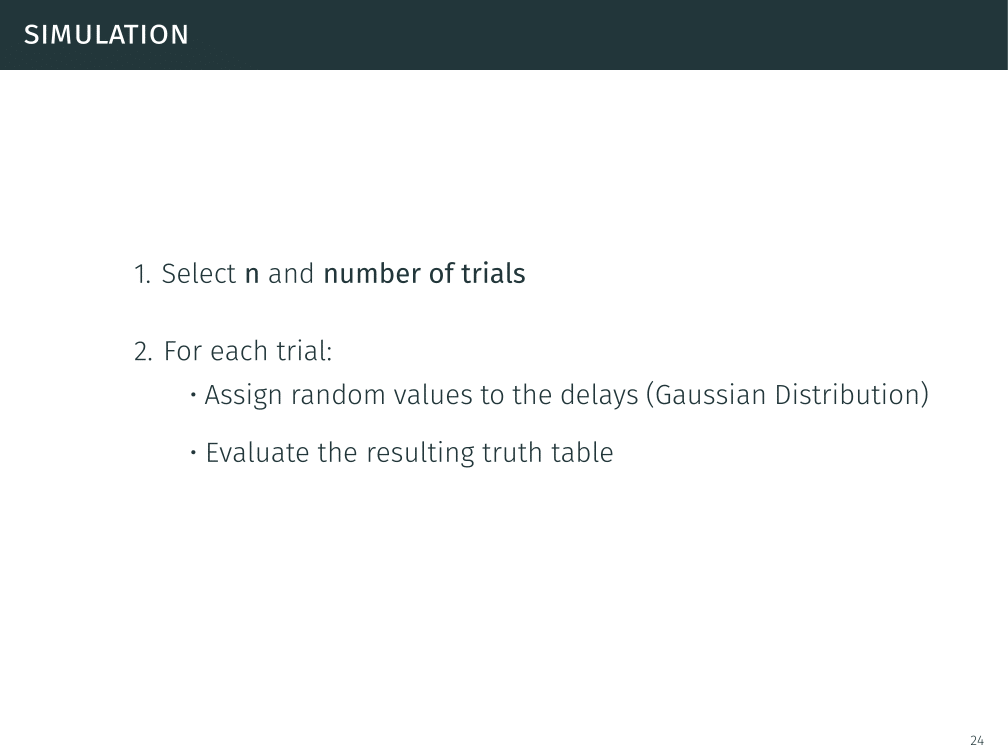 SIMULATION
1. Select n and number of trials
2. For each trial:
• Assign random values to the delays (Gaussian Distribution)
• Evaluate the resulting truth table
24